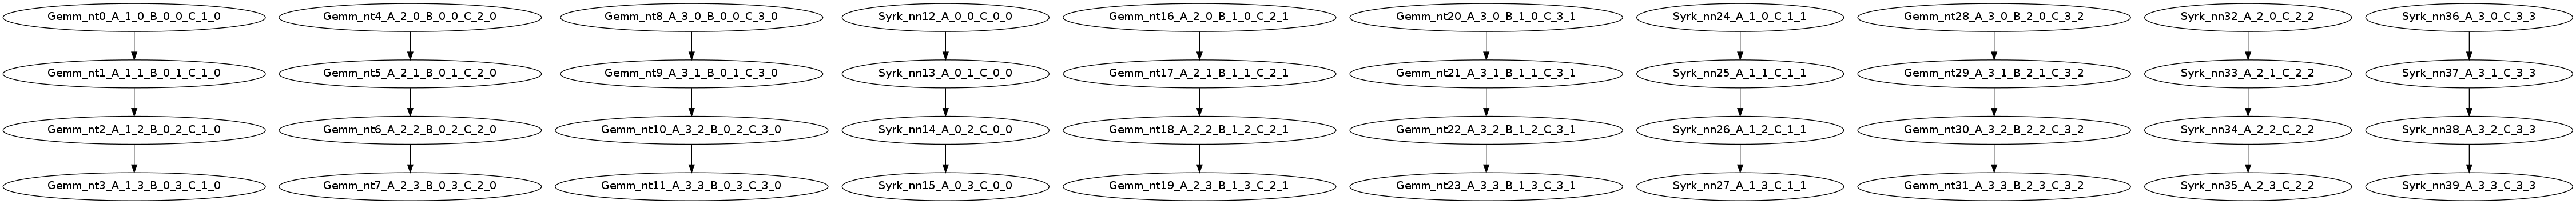 Gemm_nt0_A_1_0_B_0_0_C_1_0
Gemm_nt4_A_2_0_B_0_0_C_2_0
Gemm_nt8_A_3_0_B_0_0_C_3_0
Syrk_nn12_A_0_0_C_0_0
Gemm_nt16_A_2_0_B_1_0_C_2_1
Gemm_nt20_A_3_0_B_1_0_C_3_1
Syrk_nn24_A_1_0_C_1_1
Gemm_nt28_A_3_0_B_2_0_C_3_2
Syrk_nn32_A_2_0_C_2_2
Syrk_nn36_A_3_0_C_3_3
Gemm_nt1_A_1_1_B_0_1_C_1_0
Gemm_nt5_A_2_1_B_0_1_C_2_0
Gemm_nt9_A_3_1_B_0_1_C_3_0
Syrk_nn13_A_0_1_C_0_0
Gemm_nt17_A_2_1_B_1_1_C_2_1
Gemm_nt21_A_3_1_B_1_1_C_3_1
Syrk_nn25_A_1_1_C_1_1
Gemm_nt29_A_3_1_B_2_1_C_3_2
Syrk_nn33_A_2_1_C_2_2
Syrk_nn37_A_3_1_C_3_3
Gemm_nt2_A_1_2_B_0_2_C_1_0
Gemm_nt6_A_2_2_B_0_2_C_2_0
Gemm_nt10_A_3_2_B_0_2_C_3_0
Syrk_nn14_A_0_2_C_0_0
Gemm_nt18_A_2_2_B_1_2_C_2_1
Gemm_nt22_A_3_2_B_1_2_C_3_1
Syrk_nn26_A_1_2_C_1_1
Gemm_nt30_A_3_2_B_2_2_C_3_2
Syrk_nn34_A_2_2_C_2_2
Syrk_nn38_A_3_2_C_3_3
Gemm_nt3_A_1_3_B_0_3_C_1_0
Gemm_nt7_A_2_3_B_0_3_C_2_0
Gemm_nt11_A_3_3_B_0_3_C_3_0
Syrk_nn15_A_0_3_C_0_0
Gemm_nt19_A_2_3_B_1_3_C_2_1
Gemm_nt23_A_3_3_B_1_3_C_3_1
Syrk_nn27_A_1_3_C_1_1
Gemm_nt31_A_3_3_B_2_3_C_3_2
Syrk_nn35_A_2_3_C_2_2
Syrk_nn39_A_3_3_C_3_3